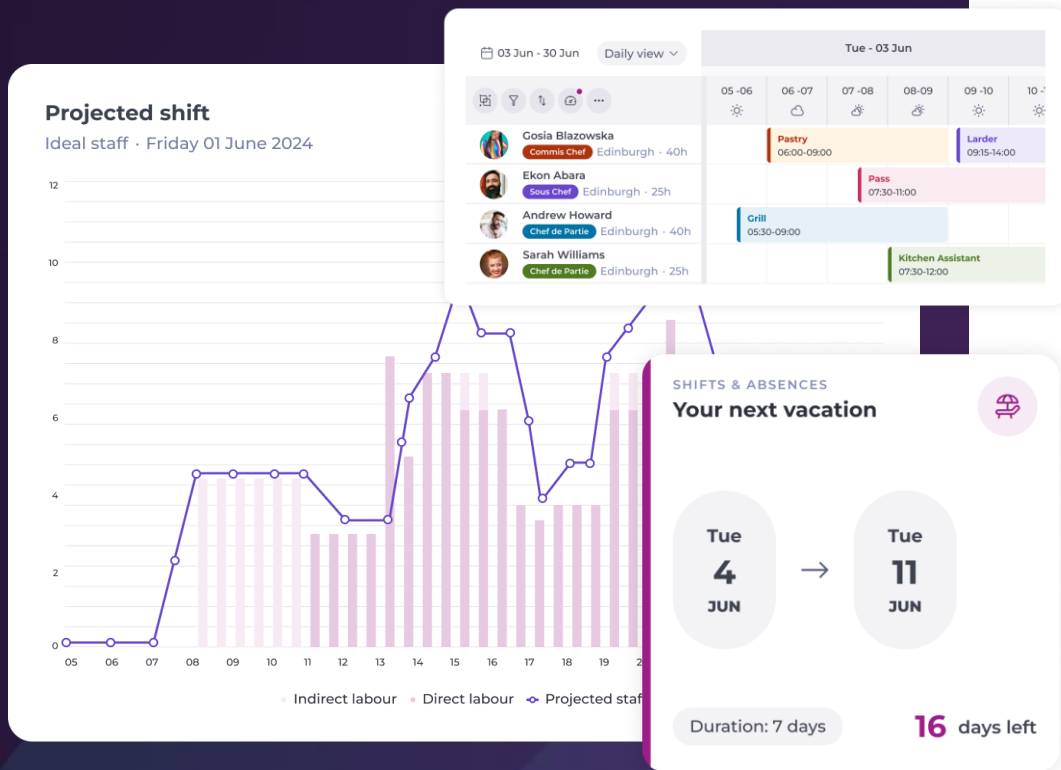 Projected shift
Ideal staff · Friday 01 June 2024
12
10
8
6
4
2
0
05 06 07 08 09 10 11 12 13 14 15 16 17 18 19
Indirect labour Direct labour Projected
03 Jun - 30 Jun Daily view
Tue - 03 Jun
05 -06 06 -07 07 -08 08-09 09 -10 10 -
Gosia Blazowska
Commis Chef Edinburgh · 40h
Pastry
06:00-09:00
Larder
09:15-14:00
Ekon Abara
Sous Chef Edinburgh · 25h
Pass
07:30-11:00
Andrew Howard
Chef de Partie Edinburgh · 40h
Grill
05:30-09:00
Sarah Williams
Chef de Partie Edinburgh · 25h
Kitchen Assistant
07:30-12:00
SHIFTS & ABSENCES
Your next vacation
Tue
4
JUN
→
Tue
11
JUN
Duration: 7 days
16 days left